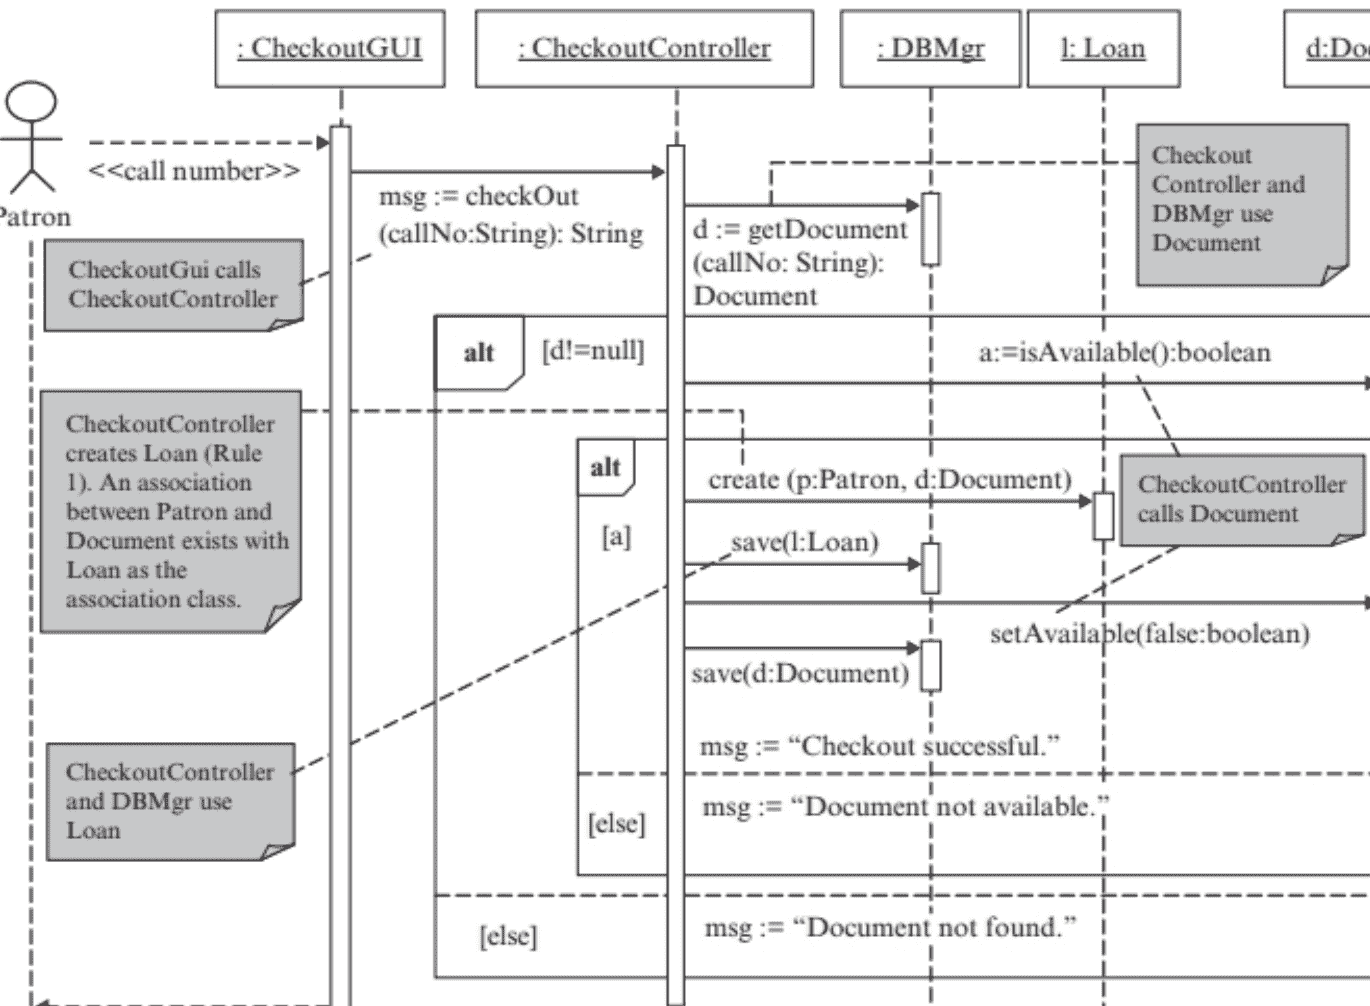 : CheckoutGUI
: CheckoutController
: DBMgr
l: Loan
d:Doc
<<call number>>
Patron
msg := checkOut
(callNo:String): String
d := getDocument
(callNo: String):
Document
Checkout
Controller and
DBMgr use
Document
CheckoutGui calls
CheckoutController
alt
[d!=null]
a:=isAvailable():boolean
CheckoutController
creates Loan (Rule
1). An association
between Patron and
Document exists with
Loan as the
association class.
alt
create (p:Patron, d:Document)
[a]
CheckoutController
calls Document
save(l:Loan)
setAvailable(false:boolean)
save(d:Document)
msg := “Checkout successful.”
CheckoutController
and DBMgr use
Loan
[else]
msg := “Document not available.”
[else]
msg := “Document not found.”